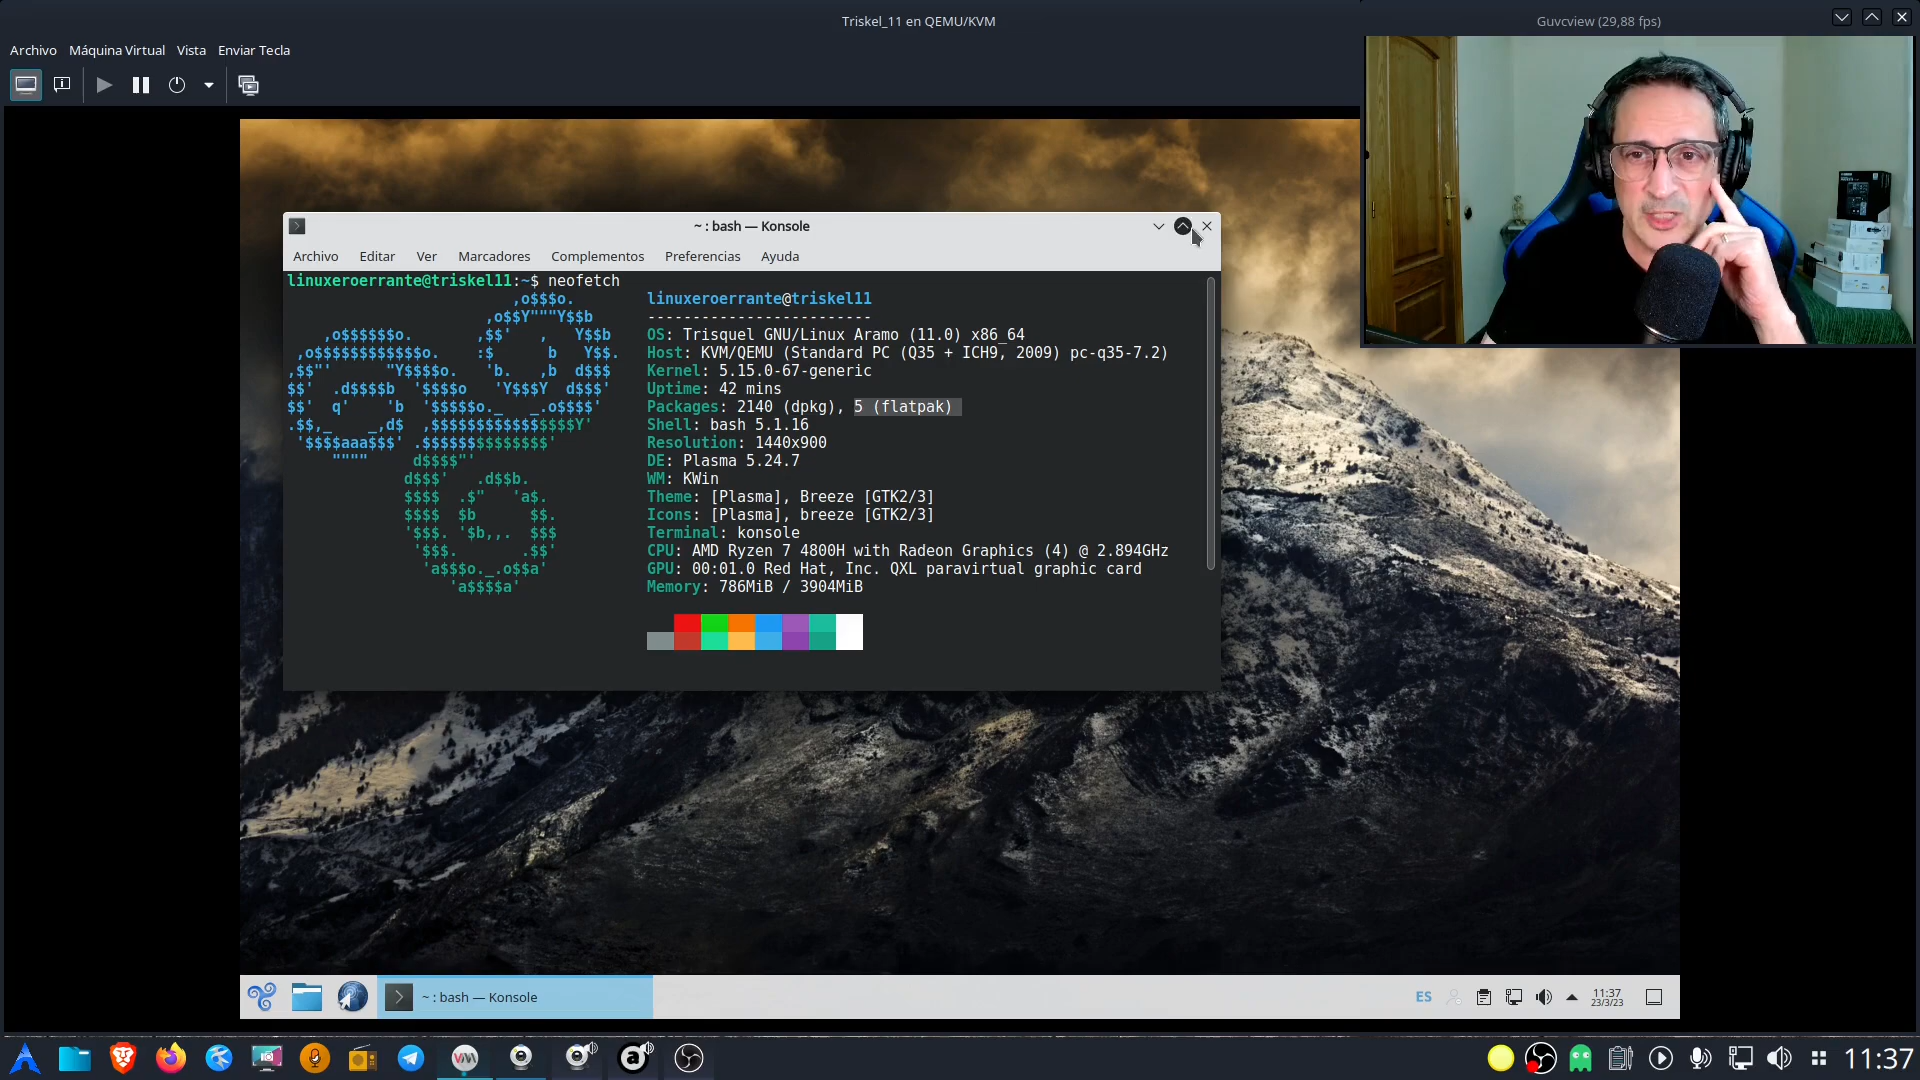 Triskel_11 en QEMU/KVM
Guvcview (29,88 fps)
Archivo Máquina Virtual Vista Enviar Tecla
~ : bash — Konsole
Archivo Editar Ver Marcadores Complementos Preferencias Ayuda
linuxeroerrante@triskel11:~$ neofetch
linuxeroerrante@triskel11
-------------------------
OS: Trisquel GNU/Linux Aramo (11.0) x86_64
Host: KVM/QEMU (Standard PC (Q35 + ICH9, 2009) pc-q35-7.2)
Kernel: 5.15.0-67-generic
Uptime: 42 mins
Packages: 2140 (dpkg), 5 (flatpak)
Shell: bash 5.1.16
Resolution: 1440x900
DE: Plasma 5.24.7
WM: KWin
Theme: [Plasma], Breeze [GTK2/3]
Icons: [Plasma], breeze [GTK2/3]
Terminal: konsole
CPU: AMD Ryzen 7 4800H with Radeon Graphics (4) @ 2.894GHz
GPU: 00:01.0 Red Hat, Inc. QXL paravirtual graphic card
Memory: 786MiB / 3904MiB
~ : bash — Konsole
ES
11:37
23/3/23
11:37